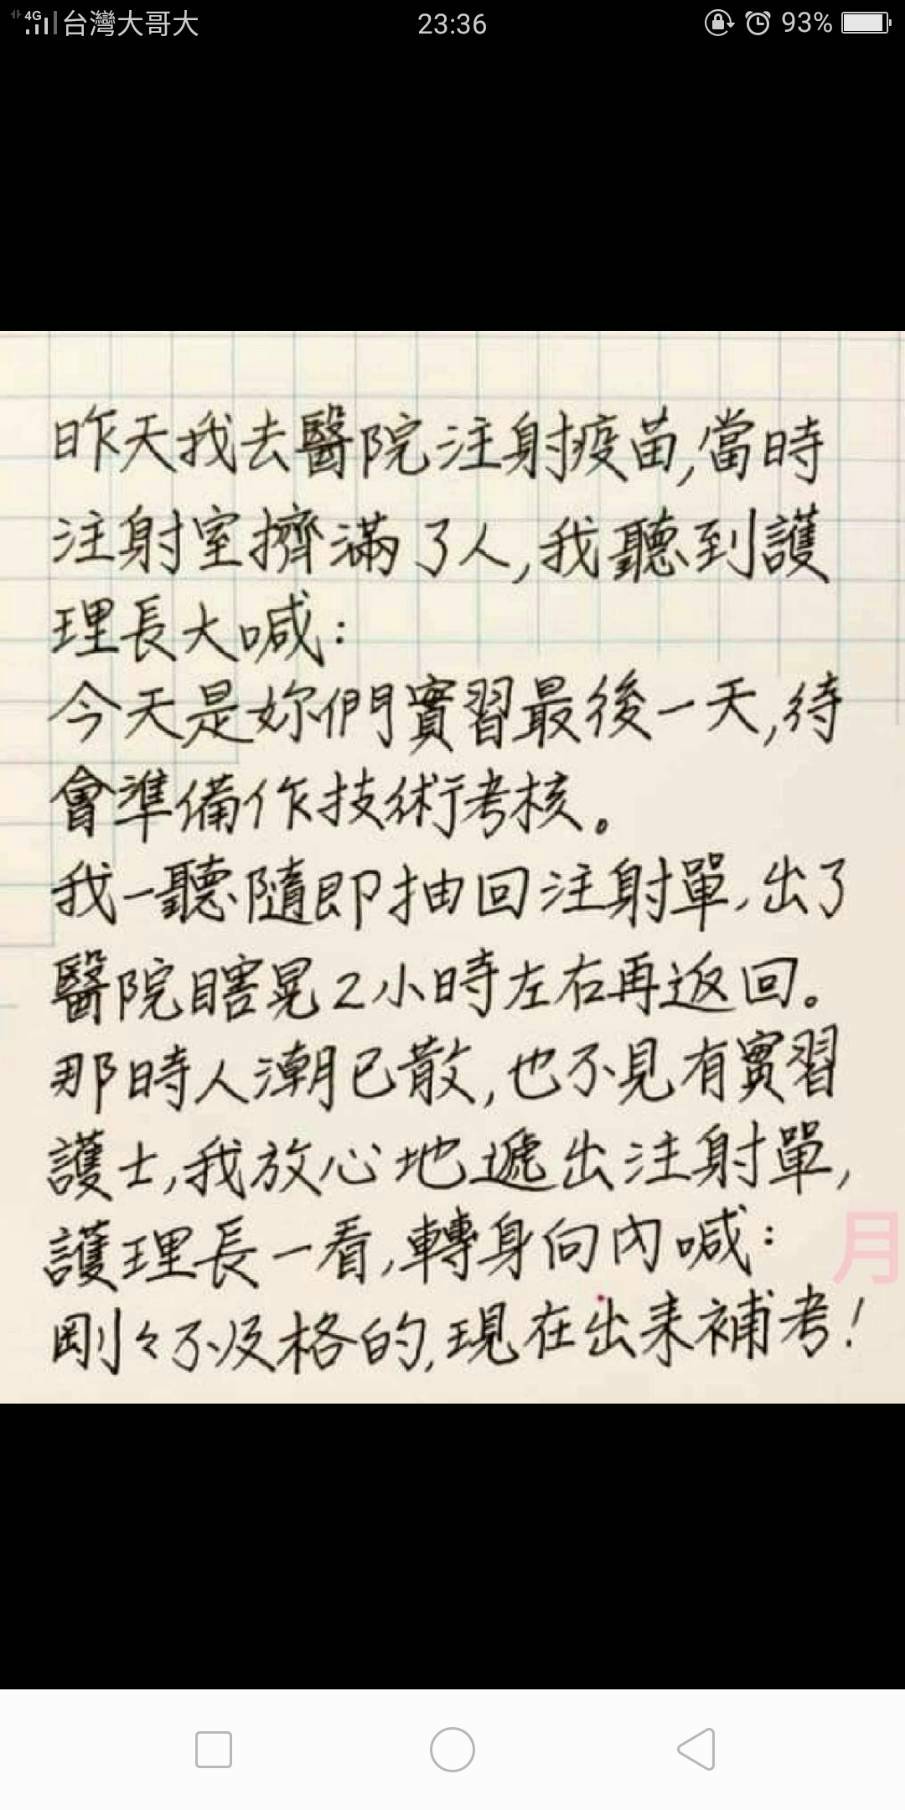 4G 台灣大哥大 23:36 93%
昨天我去醫院注射疫苗,當時
注射室擠滿了人,我聽到護
理長大喊:
今天是妳們實習最後一天,待
會準備作技術考核。
我一聽隨即抽回注射單,出了
醫院瞎晃2小時左右再返回。
那時人潮已散,也不見有實習
護士,我放心地遞出注射單,
護理長一看,轉身向內喊:
剛々不及格的,現在出来補考!
月